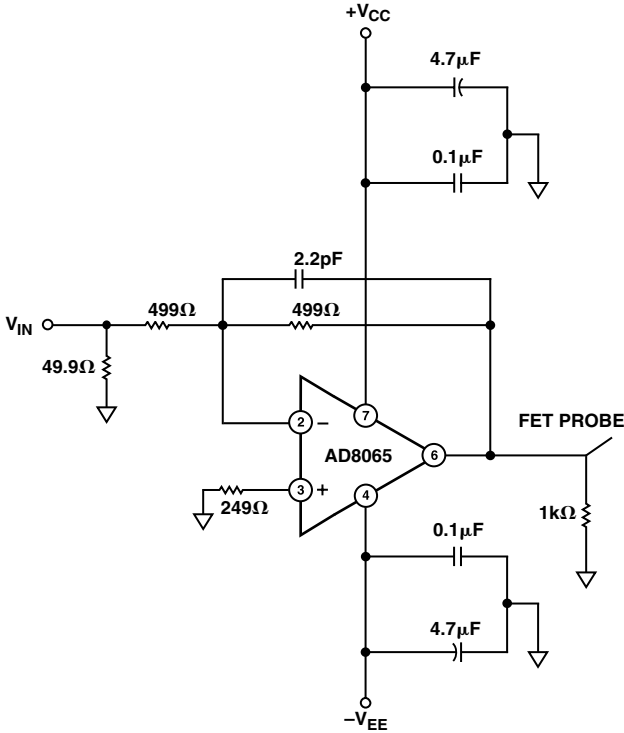 +VCC
4.7μF
0.1μF
2.2pF
VIN
499Ω
499Ω
49.9Ω
2
–
7
FET PROBE
AD8065
6
3
+
4
249Ω
1kΩ
0.1μF
4.7μF
–VEE